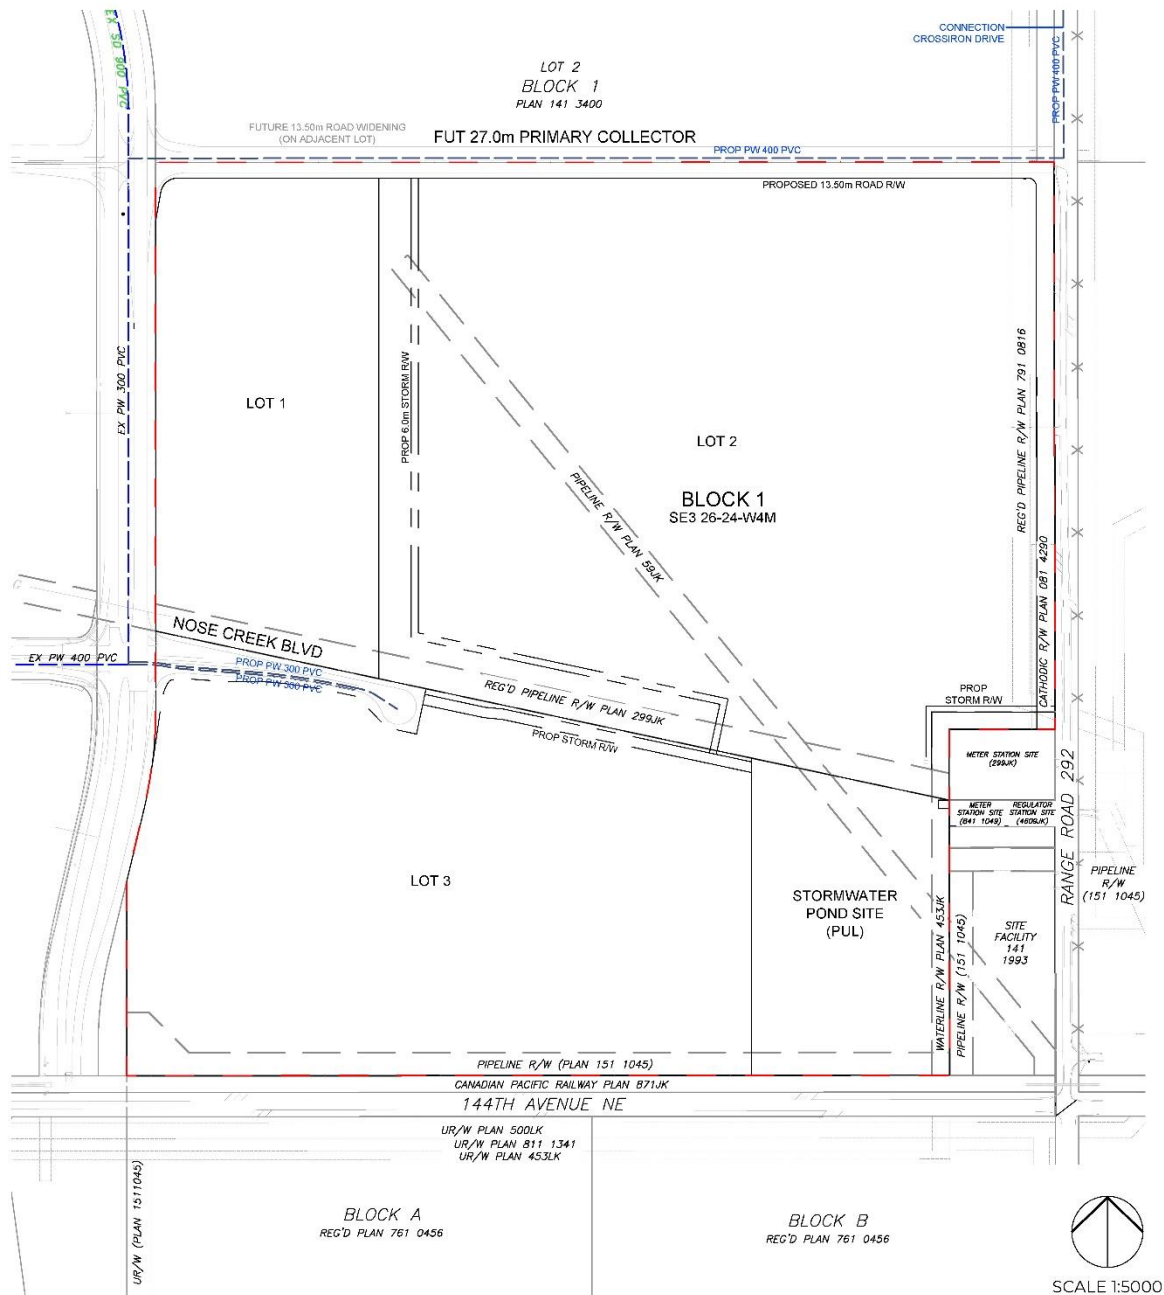 EX SD 900 PVC
CONNECTION
CROSSIRON DRIVE
PROP PW 400 PVC
LOT 2
BLOCK 1
PLAN 141 3400
FUTURE 13.50m ROAD WIDENING
(ON ADJACENT LOT)
FUT 27.0m PRIMARY COLLECTOR
PROP PW 400 PVC
PROPOSED 13.50m ROAD R/W
EX PW 300 PVC
LOT 1
PROP 6.0m STORM R/W
LOT 2
BLOCK 1
SE3 26-24-W4M
PIPELINE R/W PLAN 59JK
REG'D PIPELINE R/W PLAN 791 0816
CATHODIC R/W PLAN 081 4290
NOSE CREEK BLVD
EX PW 400 PVC
PROP PW 300 PVC
PROP PW 300 PVC
REG'D PIPELINE R/W PLAN 299JK
PROP STORM R/W
PROP
STORM R/W
METER STATION SITE
(299JK)
METER
STATION SITE
(841 1049)
REGULATOR
STATION SITE
(4609JK)
RANGE ROAD 292
PIPELINE
R/W
(151 1045)
LOT 3
STORMWATER
POND SITE
(PUL)
WATERLINE R/W PLAN 453JK
PIPELINE R/W (151 1045)
SITE
FACILITY
141
1993
PIPELINE R/W (PLAN 151 1045)
CANADIAN PACIFIC RAILWAY PLAN 871JK
144TH AVENUE NE
UR/W PLAN 500LK
UR/W PLAN 811 1341
UR/W PLAN 453LK
UR/W (PLAN 1511045)
BLOCK A
REG'D PLAN 761 0456
BLOCK B
REG'D PLAN 761 0456
SCALE 1:5000